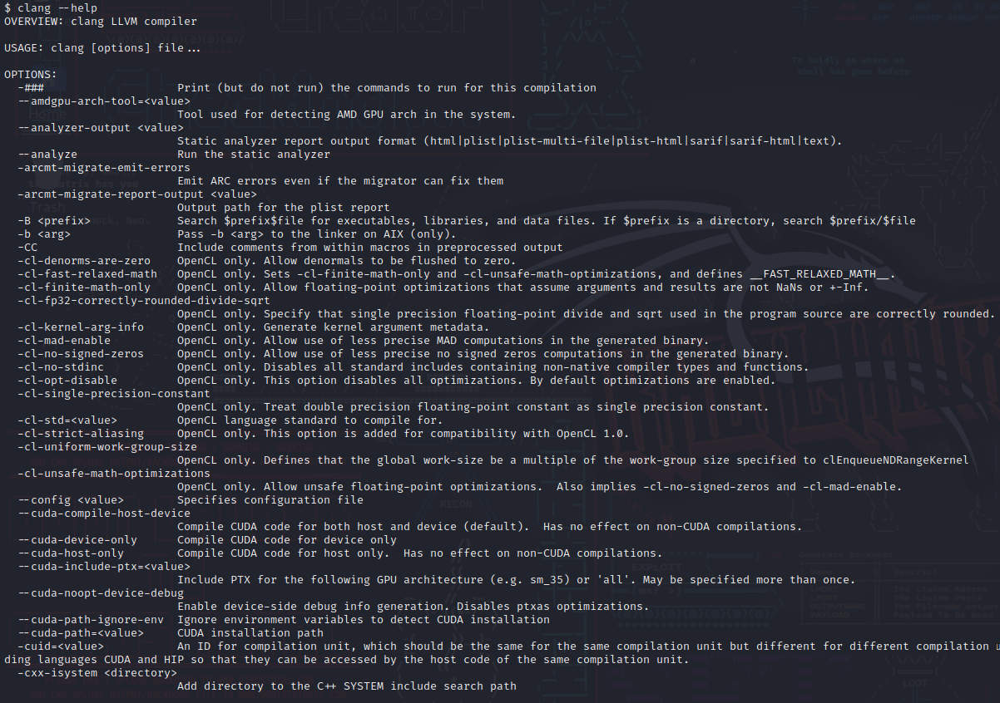 $ clang --help
OVERVIEW: clang LLVM compiler

USAGE: clang [options] file...

OPTIONS:
  -###                    Print (but do not run) the commands to run for this compilation
  --amdgpu-arch-tool=<value>
                          Tool used for detecting AMD GPU arch in the system.
  --analyzer-output <value>
                          Static analyzer report output format (html|plist|plist-multi-file|plist-html|sarif|sarif-html|text).
  --analyze               Run the static analyzer
  -arcmt-migrate-emit-errors
                          Emit ARC errors even if the migrator can fix them
  -arcmt-migrate-report-output <value>
                          Output path for the plist report
  -B <prefix>             Search $prefix$file for executables, libraries, and data files. If $prefix is a directory, search $prefix/$file
  -b <arg>                Pass -b <arg> to the linker on AIX (only).
  -CC                     Include comments from within macros in preprocessed output
  -cl-denorms-are-zero    OpenCL only. Allow denormals to be flushed to zero.
  -cl-fast-relaxed-math   OpenCL only. Sets -cl-finite-math-only and -cl-unsafe-math-optimizations, and defines __FAST_RELAXED_MATH__.
  -cl-finite-math-only    OpenCL only. Allow floating-point optimizations that assume arguments and results are not NaNs or +-Inf.
  -cl-fp32-correctly-rounded-divide-sqrt
                          OpenCL only. Specify that single precision floating-point divide and sqrt used in the program source are correctly rounded.
  -cl-kernel-arg-info     OpenCL only. Generate kernel argument metadata.
  -cl-mad-enable          OpenCL only. Allow use of less precise MAD computations in the generated binary.
  -cl-no-signed-zeros     OpenCL only. Allow use of less precise no signed zeros computations in the generated binary.
  -cl-no-stdinc           OpenCL only. Disables all standard includes containing non-native compiler types and functions.
  -cl-opt-disable         OpenCL only. This option disables all optimizations. By default optimizations are enabled.
  -cl-single-precision-constant
                          OpenCL only. Treat double precision floating-point constant as single precision constant.
  -cl-std=<value>         OpenCL language standard to compile for.
  -cl-strict-aliasing     OpenCL only. This option is added for compatibility with OpenCL 1.0.
  -cl-uniform-work-group-size
                          OpenCL only. Defines that the global work-size be a multiple of the work-group size specified to clEnqueueNDRangeKernel
  -cl-unsafe-math-optimizations
                          OpenCL only. Allow unsafe floating-point optimizations.  Also implies -cl-no-signed-zeros and -cl-mad-enable.
  --config <value>        Specifies configuration file
  --cuda-compile-host-device
                          Compile CUDA code for both host and device (default).  Has no effect on non-CUDA compilations.
  --cuda-device-only      Compile CUDA code for device only
  --cuda-host-only        Compile CUDA code for host only.  Has no effect on non-CUDA compilations.
  --cuda-include-ptx=<value>
                          Include PTX for the following GPU architecture (e.g. sm_35) or 'all'. May be specified more than once.
  --cuda-noopt-device-debug
                          Enable device-side debug info generation. Disables ptxas optimizations.
  --cuda-path-ignore-env  Ignore environment variables to detect CUDA installation
  --cuda-path=<value>     CUDA installation path
  -cuid=<value>           An ID for compilation unit, which should be the same for the same compilation unit but different for different compilation u
ding languages CUDA and HIP so that they can be accessed by the host code of the same compilation unit.
  -cxx-isystem <directory>
                          Add directory to the C++ SYSTEM include search path
To boldly go where no
shell has gone before
Home
Trash
RECON
EXPLOIT
LOOT